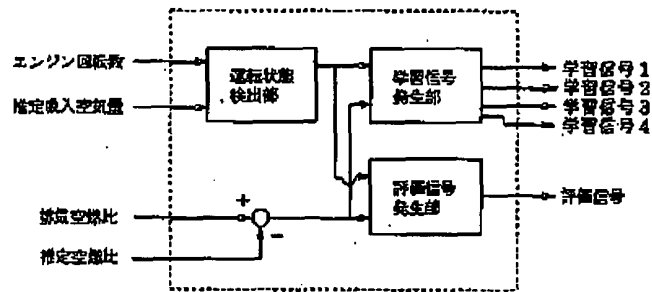 エンジン回転数
推定吸入空気量
排気空燃比
推定空燃比
運転状態
検出部
+
−
学習信号
発生部
評価信号
発生部
学習信号1
学習信号2
学習信号3
学習信号4
評価信号